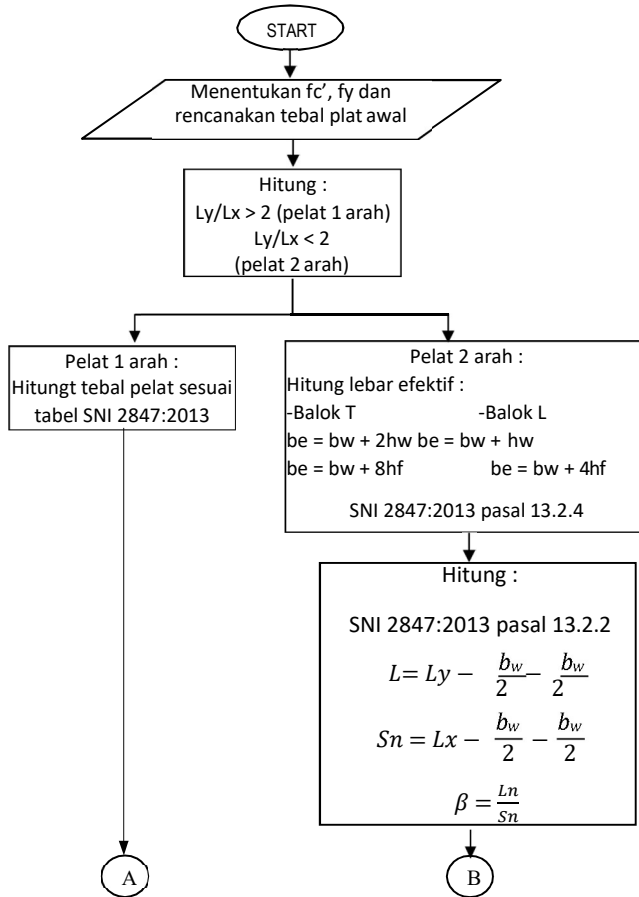 START
Menentukan fc', fy dan
rencanakan tebal plat awal
Hitung :
Ly/Lx > 2 (pelat 1 arah)
Ly/Lx < 2
(pelat 2 arah)
Pelat 1 arah :
Hitungt tebal pelat sesuai
tabel SNI 2847:2013
Pelat 2 arah :
Hitung lebar efektif :
-Balok T -Balok L
be = bw + 2hw be = bw + hw
be = bw + 8hf be = bw + 4hf
SNI 2847:2013 pasal 13.2.4
Hitung :
SNI 2847:2013 pasal 13.2.2
L= Ly − bw/2 − bw/2
Sn = Lx − bw/2 − bw/2
β = Ln/Sn
A
B